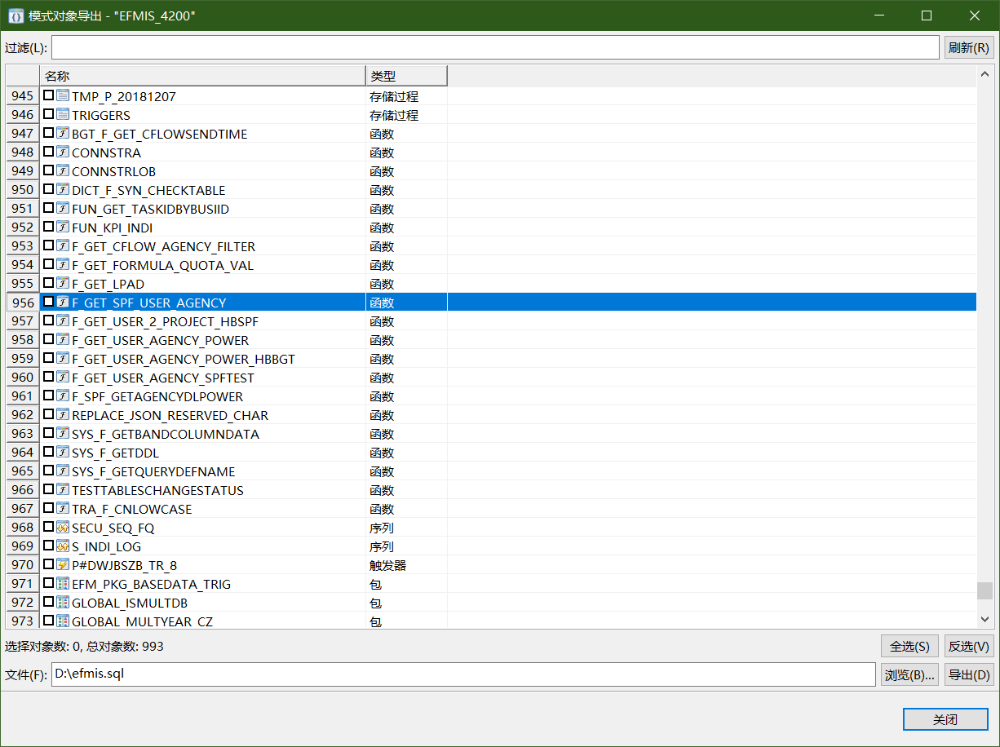 模式对象导出 - "EFMIS_4200"
过滤(L): 刷新(R)
名称 类型
945 TMP_P_20181207 存储过程
946 TRIGGERS 存储过程
947 BGT_F_GET_CFLOWSENDTIME 函数
948 CONNSTRA 函数
949 CONNSTRLOB 函数
950 DICT_F_SYN_CHECKTABLE 函数
951 FUN_GET_TASKIDBYBUSIID 函数
952 FUN_KPI_INDI 函数
953 F_GET_CFLOW_AGENCY_FILTER 函数
954 F_GET_FORMULA_QUOTA_VAL 函数
955 F_GET_LPAD 函数
956 F_GET_SPF_USER_AGENCY 函数
957 F_GET_USER_2_PROJECT_HBSPF 函数
958 F_GET_USER_AGENCY_POWER 函数
959 F_GET_USER_AGENCY_POWER_HBBGT 函数
960 F_GET_USER_AGENCY_SPFTEST 函数
961 F_SPF_GETAGENCYDLPOWER 函数
962 REPLACE_JSON_RESERVED_CHAR 函数
963 SYS_F_GETBANDCOLUMNDATA 函数
964 SYS_F_GETDDL 函数
965 SYS_F_GETQUERYDEFNAME 函数
966 TESTTABLESCHANGESTATUS 函数
967 TRA_F_CNLOWCASE 函数
968 SECU_SEQ_FQ 序列
969 S_INDI_LOG 序列
970 P#DWJBSZB_TR_8 触发器
971 EFM_PKG_BASEDATA_TRIG 包
972 GLOBAL_ISMULTDB 包
973 GLOBAL_MULTYEAR_CZ 包
选择对象数: 0, 总对象数: 993 全选(S) 反选(V)
文件(F): D:\efmis.sql 浏览(B)... 导出(D)
关闭